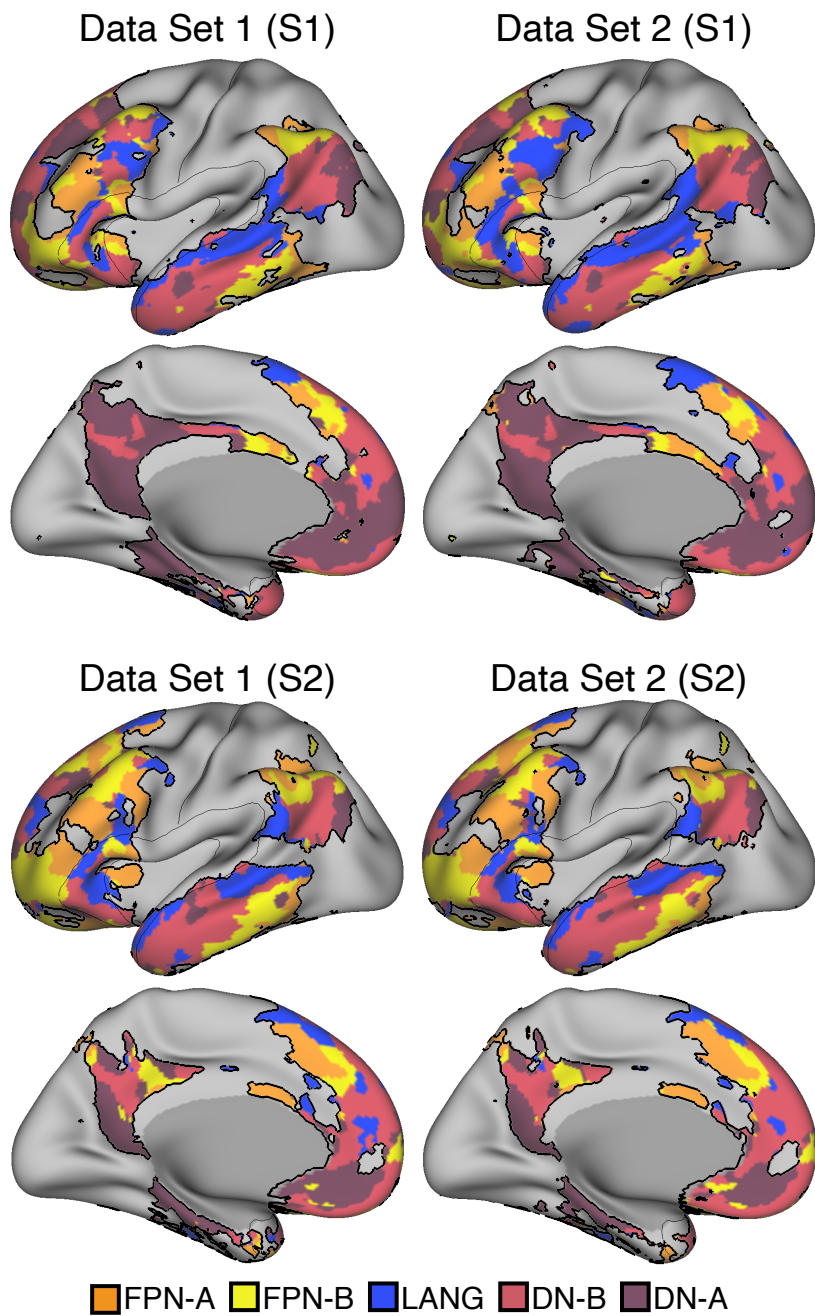 Data Set 1 (S1) Data Set 2 (S1)
Data Set 1 (S2) Data Set 2 (S2)
FPN-A FPN-B LANG DN-B DN-A